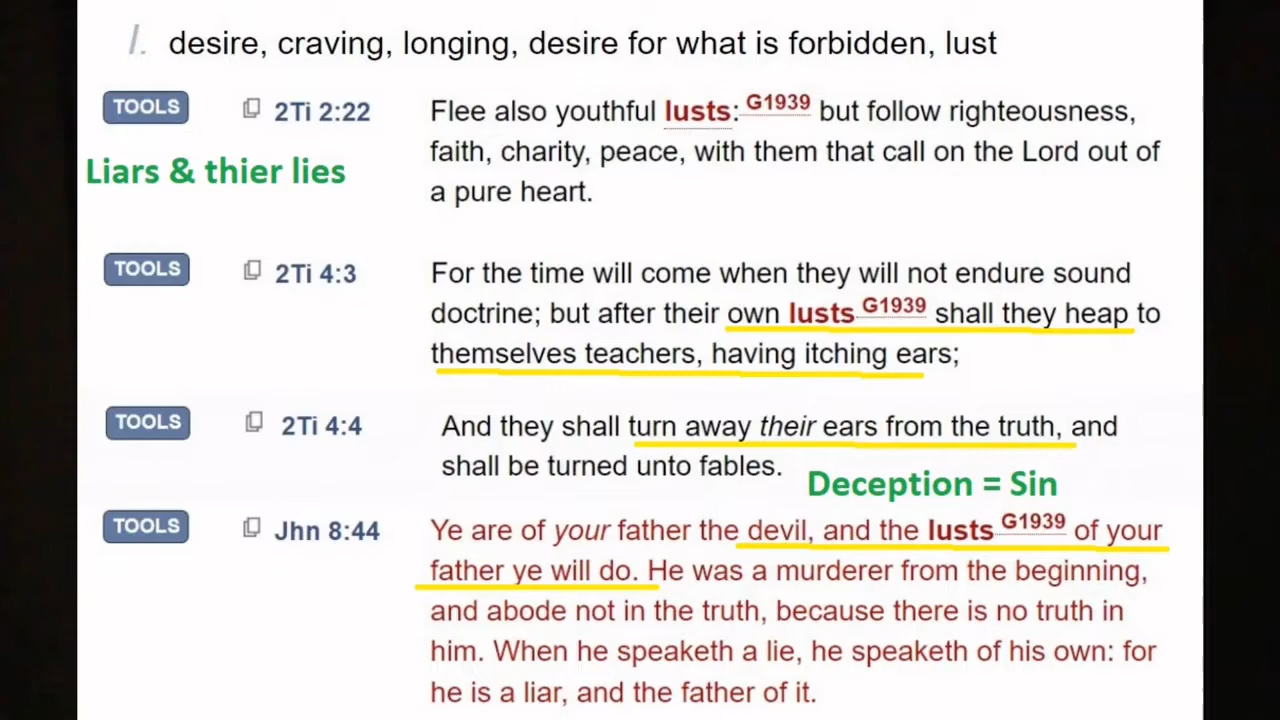 I. desire, craving, longing, desire for what is forbidden, lust
TOOLS 2Ti 2:22 Flee also youthful lusts: G1939 but follow righteousness,
faith, charity, peace, with them that call on the Lord out of
Liars & thier lies
a pure heart.
TOOLS 2Ti 4:3 For the time will come when they will not endure sound
doctrine; but after their own lusts G1939 shall they heap to
themselves teachers, having itching ears;
TOOLS 2Ti 4:4 And they shall turn away their ears from the truth, and
shall be turned unto fables.
Deception = Sin
TOOLS Jhn 8:44 Ye are of your father the devil, and the lusts G1939 of your
father ye will do. He was a murderer from the beginning,
and abode not in the truth, because there is no truth in
him. When he speaketh a lie, he speaketh of his own: for
he is a liar, and the father of it.